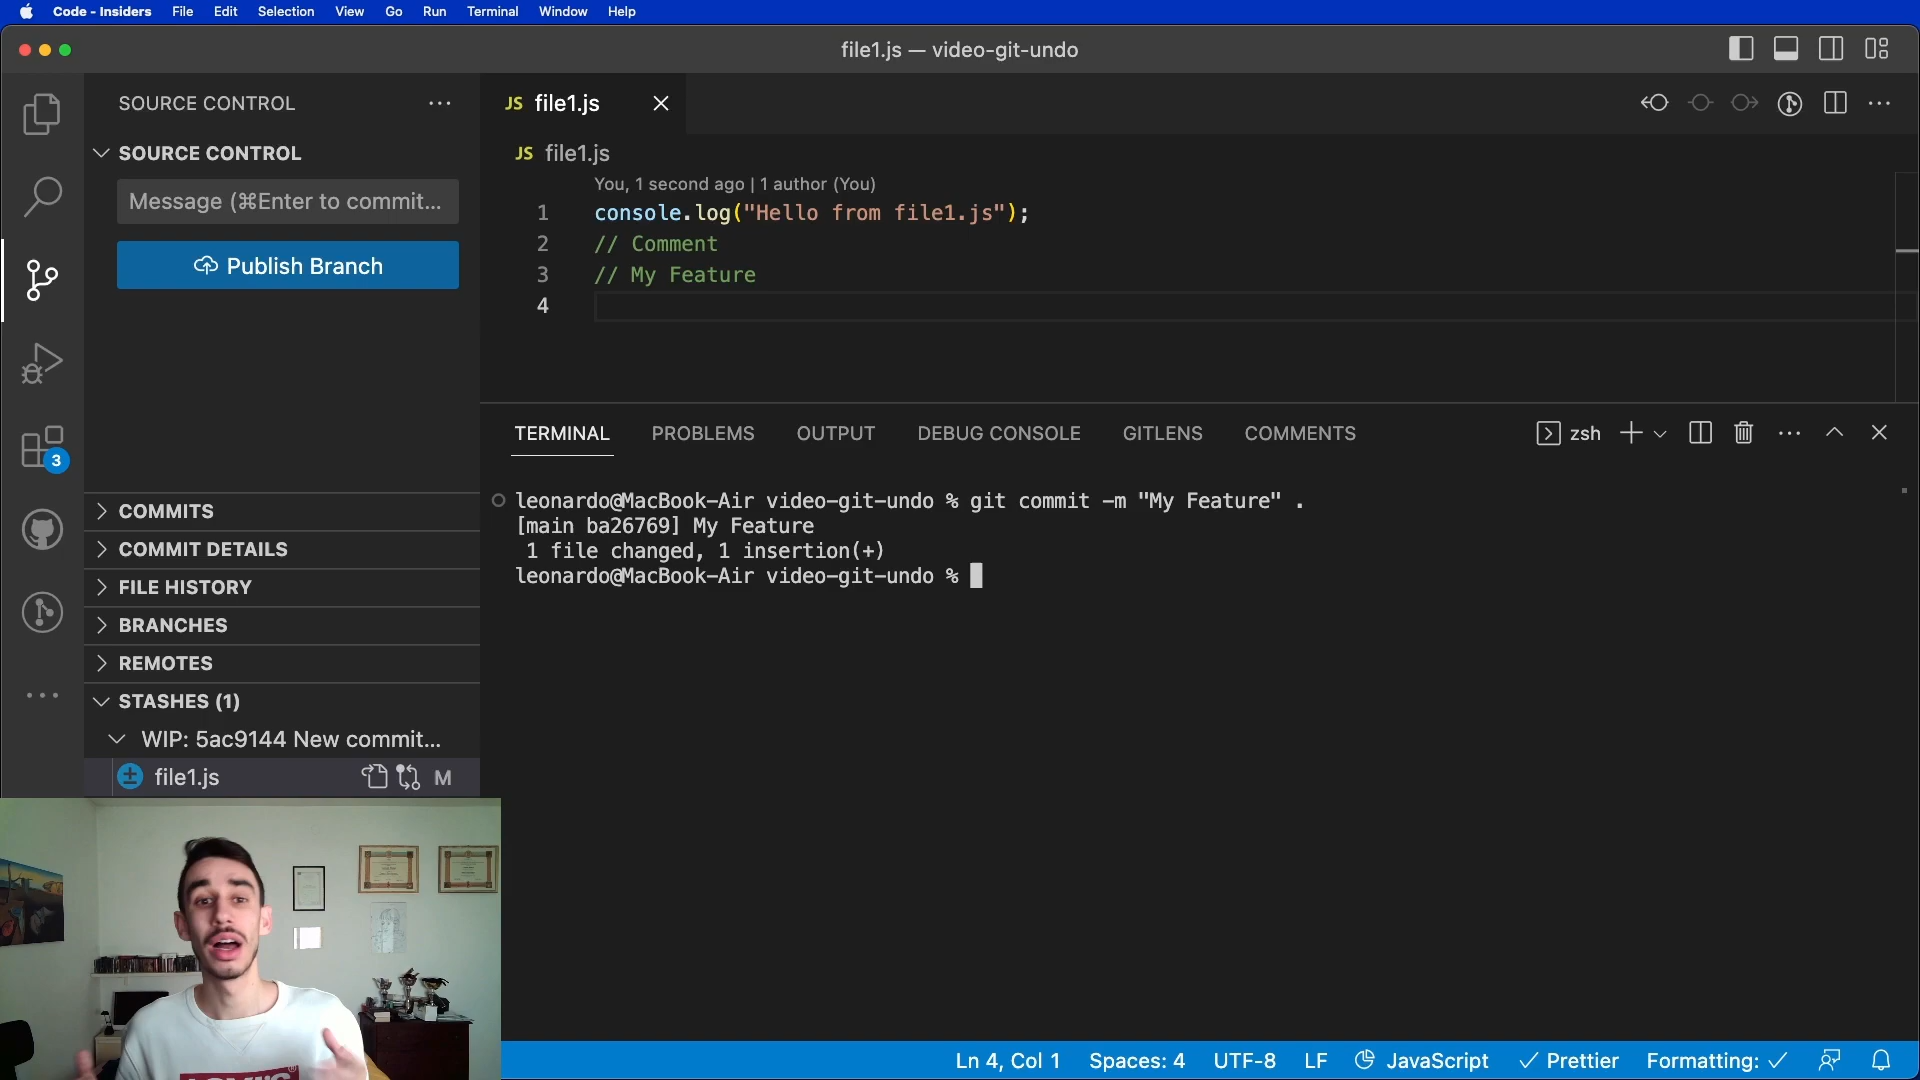 Code - Insiders File Edit Selection View Go Run Terminal Window Help
file1.js — video-git-undo
SOURCE CONTROL
JS file1.js
SOURCE CONTROL
Message (⌘Enter to commit...
Publish Branch
JS file1.js
You, 1 second ago | 1 author (You)
1 console.log("Hello from file1.js");
2 // Comment
3 // My Feature
4
3
TERMINAL PROBLEMS OUTPUT DEBUG CONSOLE GITLENS COMMENTS
zsh
leonardo@MacBook-Air video-git-undo % git commit -m "My Feature" .
[main ba26769] My Feature
1 file changed, 1 insertion(+)
leonardo@MacBook-Air video-git-undo %
COMMITS
COMMIT DETAILS
FILE HISTORY
BRANCHES
REMOTES
STASHES (1)
WIP: 5ac9144 New commit...
file1.js M
Ln 4, Col 1 Spaces: 4 UTF-8 LF JavaScript Prettier Formatting: